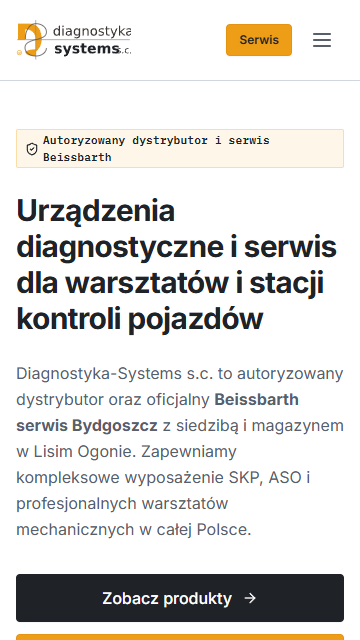 diagnostyka
systems s.c.
Serwis
Autoryzowany dystrybutor i serwis
Beissbarth
Urządzenia
diagnostyczne i serwis
dla warsztatów i stacji
kontroli pojazdów
Diagnostyka-Systems s.c. to autoryzowany
dystrybutor oraz oficjalny Beissbarth
serwis Bydgoszcz z siedzibą i magazynem
w Lisim Ogonie. Zapewniamy
kompleksowe wyposażenie SKP, ASO i
profesjonalnych warsztatów
mechanicznych w całej Polsce.
Zobacz produkty